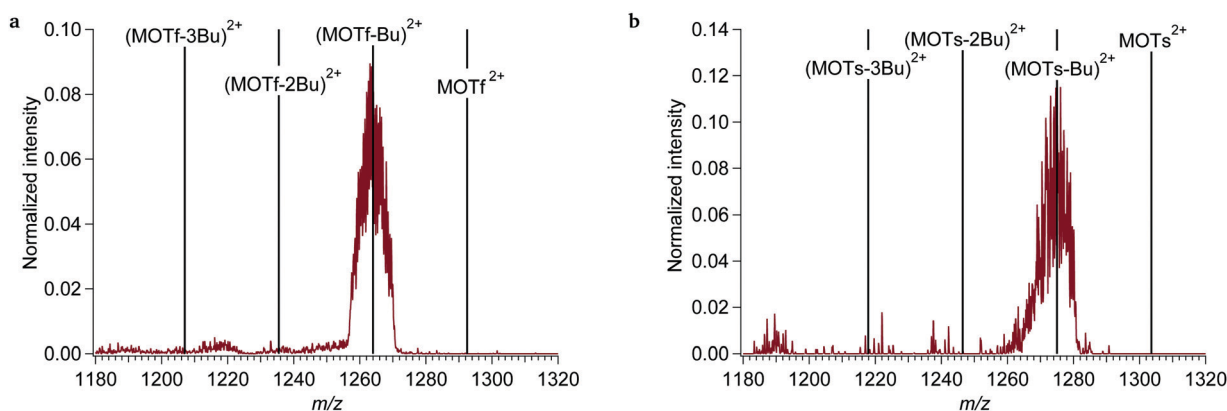 a
(MOTf-3Bu)²⁺
(MOTf-Bu)²⁺
(MOTf-2Bu)²⁺
MOTf ²⁺
Normalized intensity
0.10
0.08
0.06
0.04
0.02
0.00
1180 1200 1220 1240 1260 1280 1300 1320
m/z
b
(MOTs-2Bu)²⁺
MOTs²⁺
(MOTs-3Bu)²⁺
(MOTs-Bu)²⁺
Normalized intensity
0.14
0.12
0.10
0.08
0.06
0.04
0.02
0.00
1180 1200 1220 1240 1260 1280 1300 1320
m/z